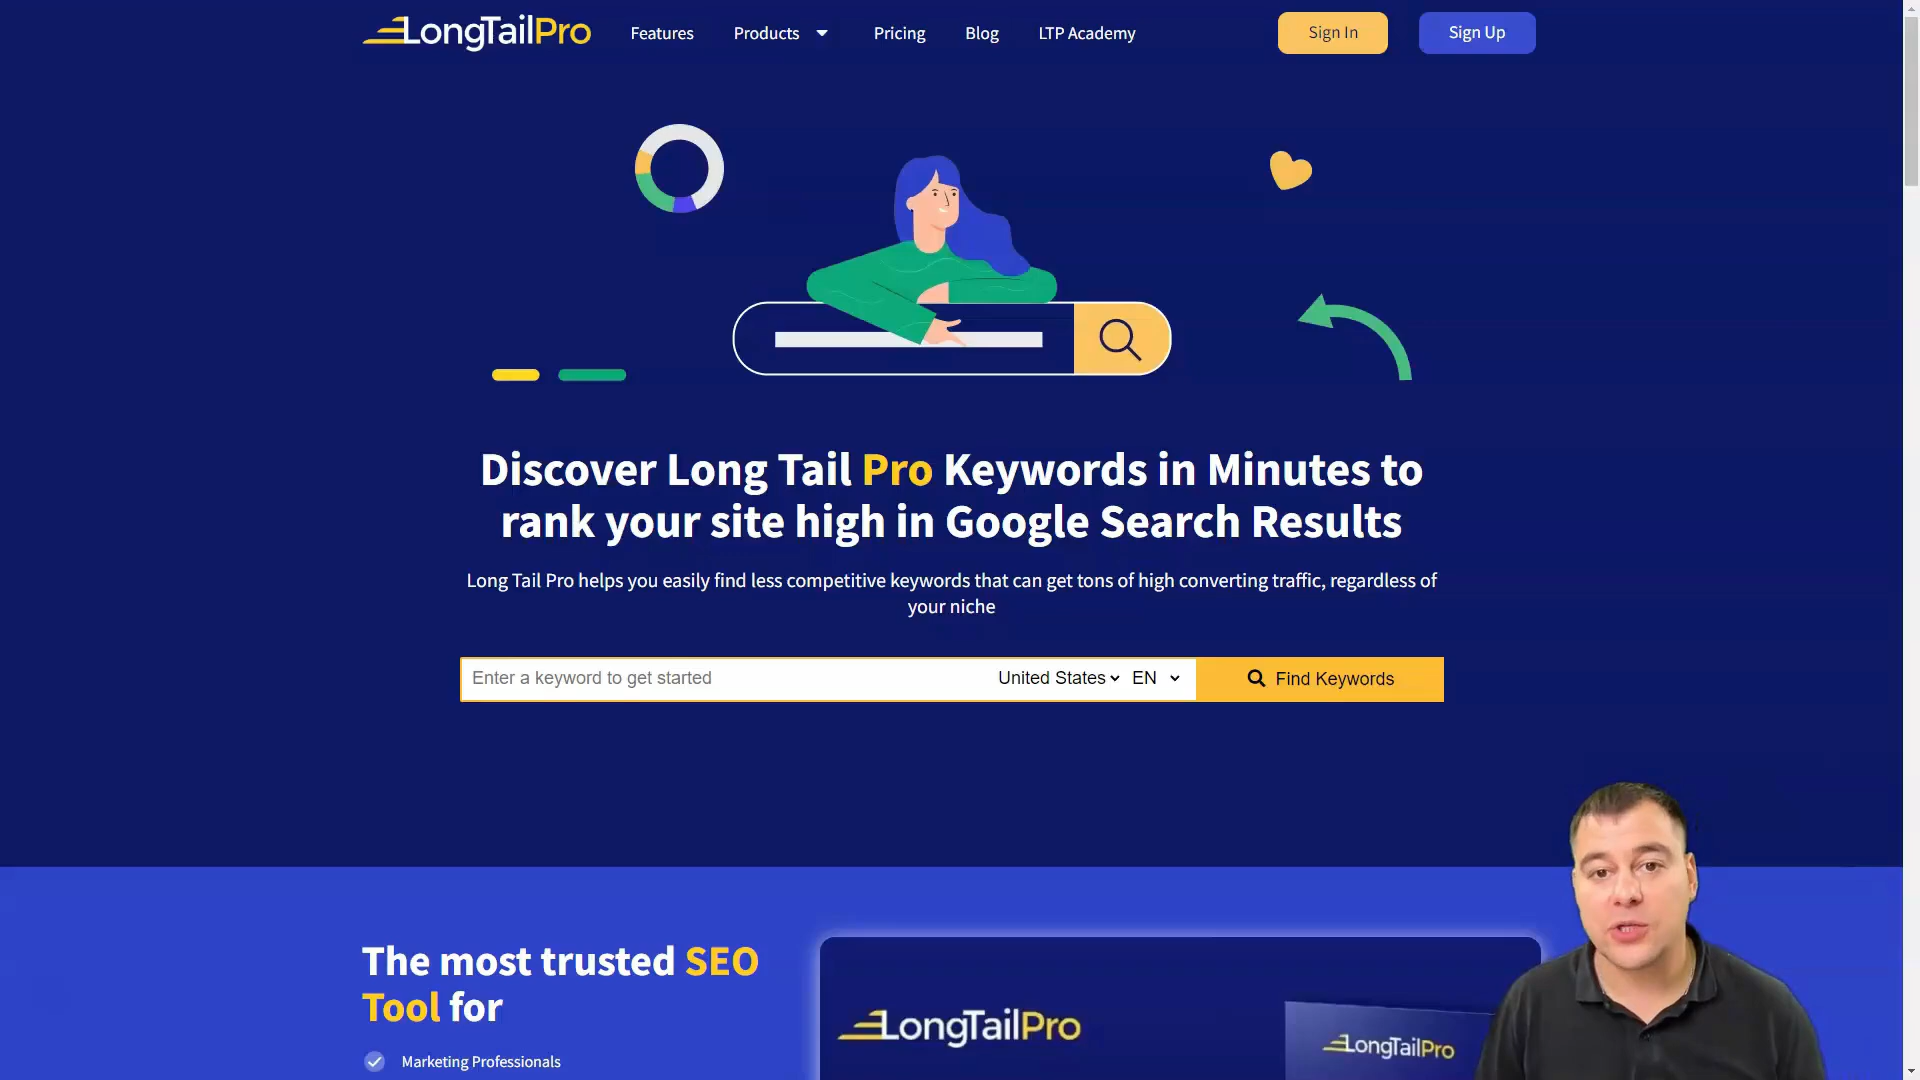 LongTailPro Features Products Pricing Blog LTP Academy Sign In Sign Up
Discover Long Tail Pro Keywords in Minutes to
rank your site high in Google Search Results
Long Tail Pro helps you easily find less competitive keywords that can get tons of high converting traffic, regardless of
your niche
Enter a keyword to get started United States EN Find Keywords
The most trusted SEO
Tool for
Marketing Professionals
LongTailPro
LongTailPro